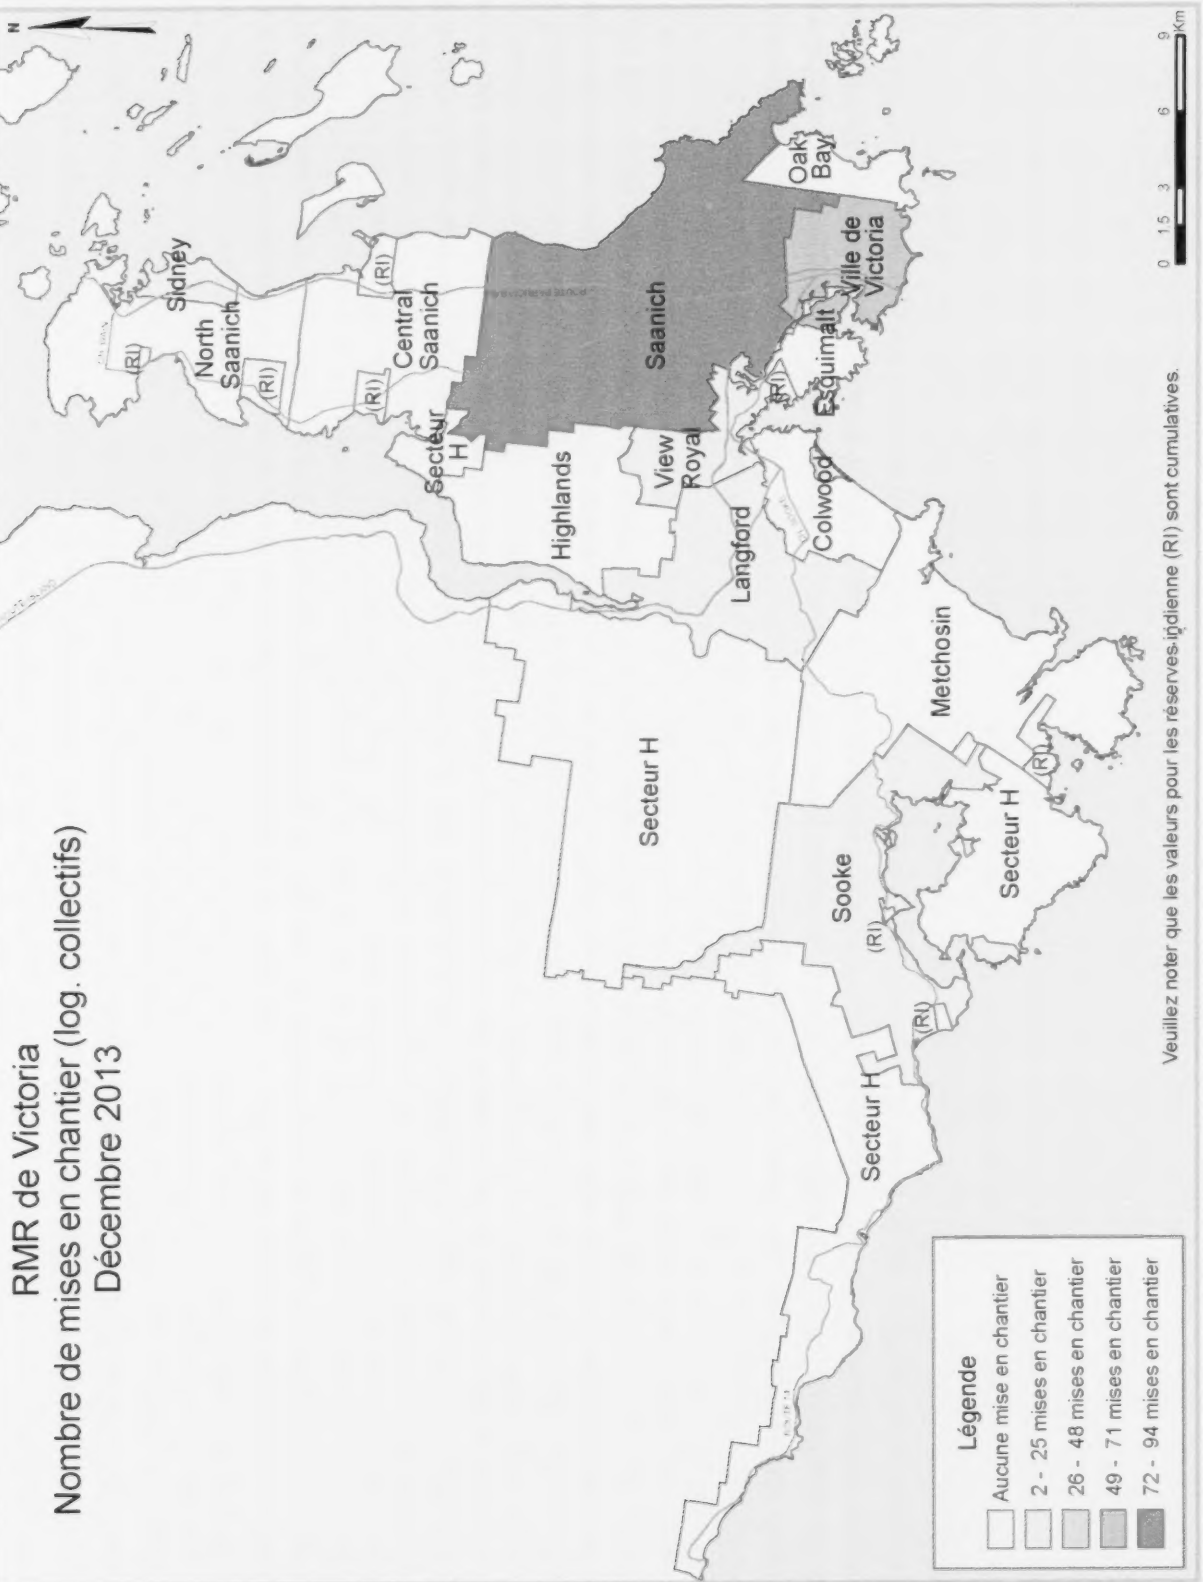 RMR de Victoria
Nombre de mises en chantier (log. collectifs)
Décembre 2013
N
Sidney
(RI)
North
Saanich
(RI)
(RI)
(RI)
Central
Saanich
Secteur
H
Saanich
Highlands
View
Royal
Oak
Bay
Ville de
Victoria
(RI)
Esquimalt
Langford
Colwood
Secteur H
Metchosin
(RI)
Sooke
(RI)
(RI)
Secteur H
Secteur H
Légende
Aucune mise en chantier
2 - 25 mises en chantier
26 - 48 mises en chantier
49 - 71 mises en chantier
72 - 94 mises en chantier
0 1.5 3 6 9
Km
Veuillez noter que les valeurs pour les réserves indienne (RI) sont cumulatives.